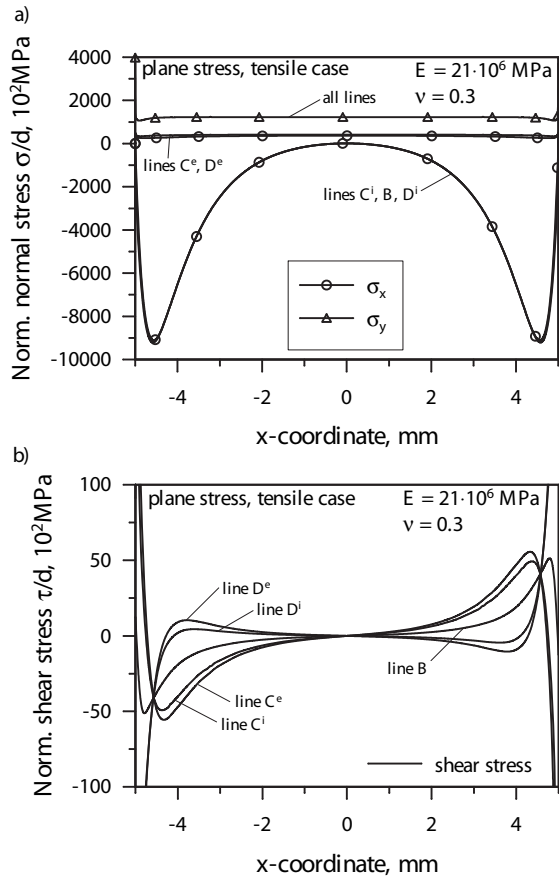 a)
Norm. normal stress σ/d, 10²MPa
4000
2000
0
-2000
-4000
-6000
-8000
-10000
plane stress, tensile case
E = 21·10⁶ MPa
ν = 0.3
all lines
lines Cᵉ, Dᵉ
lines Cⁱ, B, Dⁱ
σₓ
σᵧ
-4 -2 0 2 4
x-coordinate, mm
b)
Norm. shear stress τ/d, 10²MPa
100
50
0
-50
-100
plane stress, tensile case
E = 21·10⁶ MPa
ν = 0.3
line Dᵉ
line Dⁱ
line B
line Cᵉ
line Cⁱ
shear stress
-4 -2 0 2 4
x-coordinate, mm